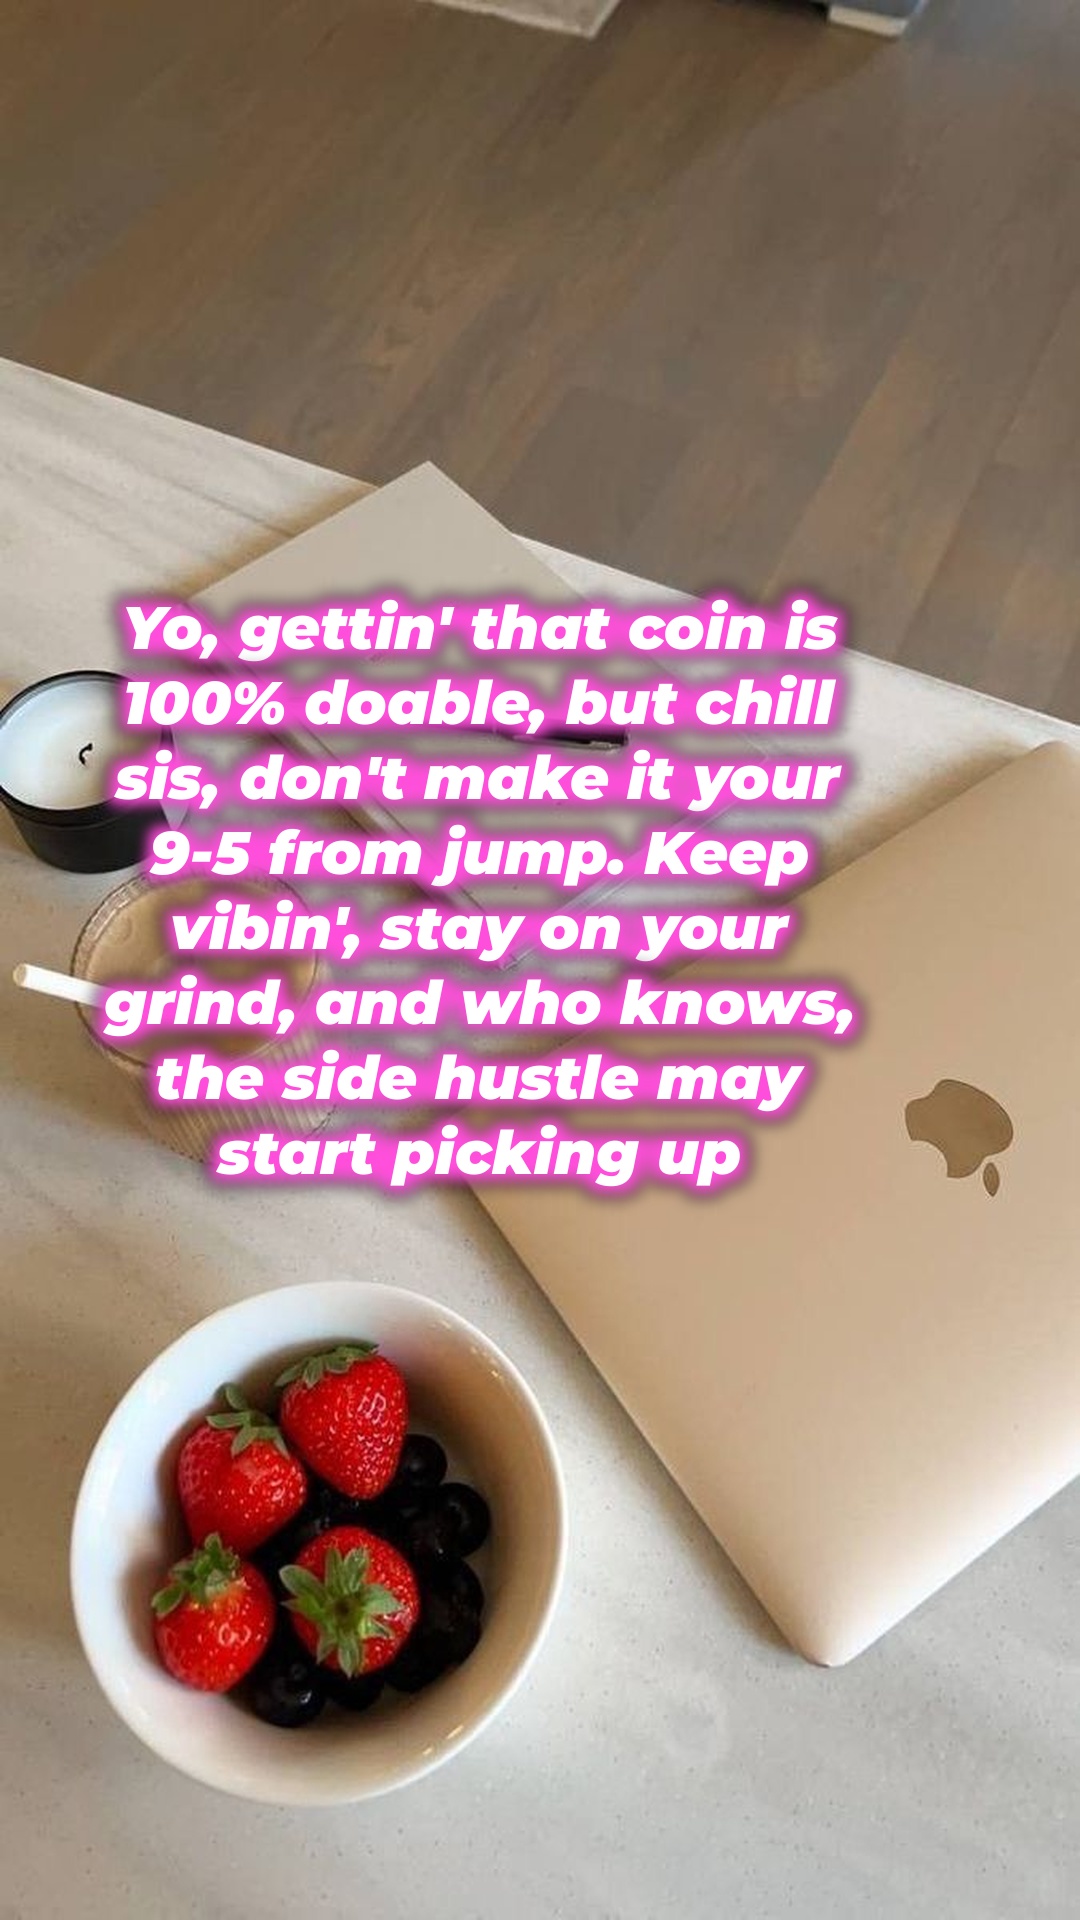 Yo, gettin' that coin is
100% doable, but chill
sis, don't make it your
9-5 from jump. Keep
vibin', stay on your
grind, and who knows,
the side hustle may
start picking up